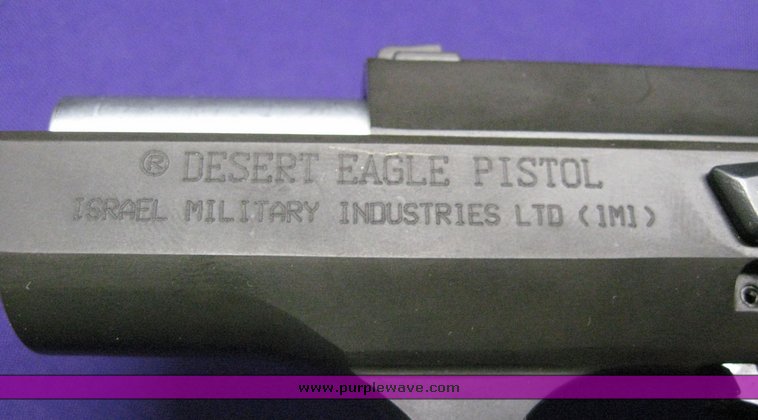 ® DESERT EAGLE PISTOL
ISRAEL MILITARY INDUSTRIES LTD (IMI)
www.purplewave.com